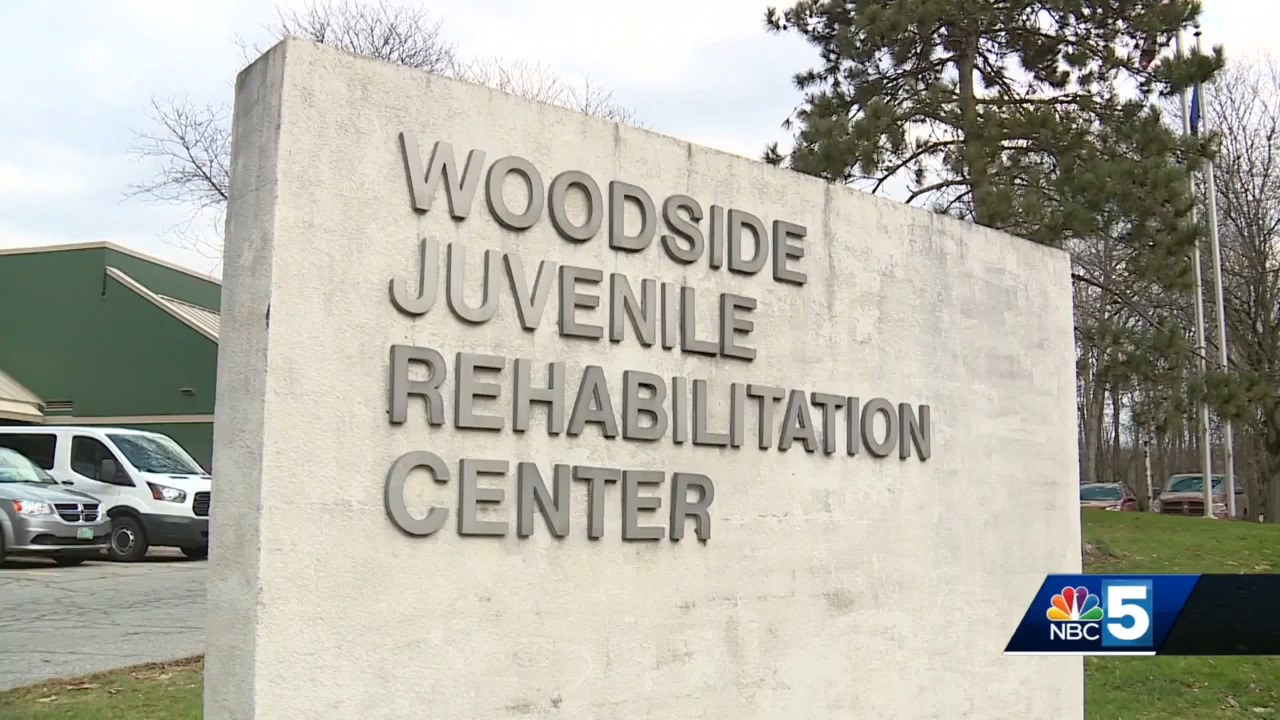 WOODSIDE
JUVENILE
REHABILITATION
CENTER
NBC 5